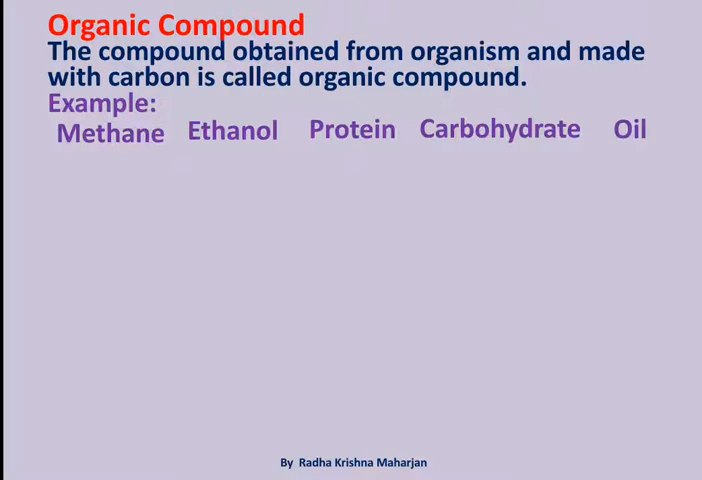 Organic Compound
The compound obtained from organism and made
with carbon is called organic compound.
Example:
Methane Ethanol Protein Carbohydrate Oil
By Radha Krishna Maharjan